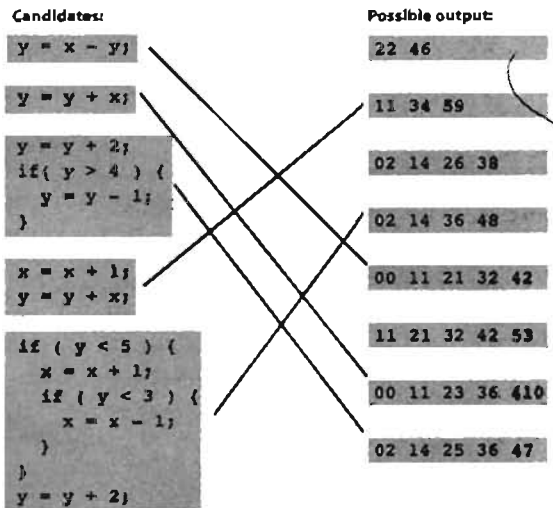 Candidates:
y = x - y;
y = y + x;
y = y + 2;
if( y > 4 ) {
y = y - 1;
}
x = x + 1;
y = y + x;
if ( y < 5 ) {
x = x + 1;
if ( y < 3 ) {
x = x - 1;
}
}
y = y + 2;
Possible output:
22 46
11 34 59
02 14 26 38
02 14 36 48
00 11 21 32 42
11 21 32 42 53
00 11 23 36 410
02 14 25 36 47